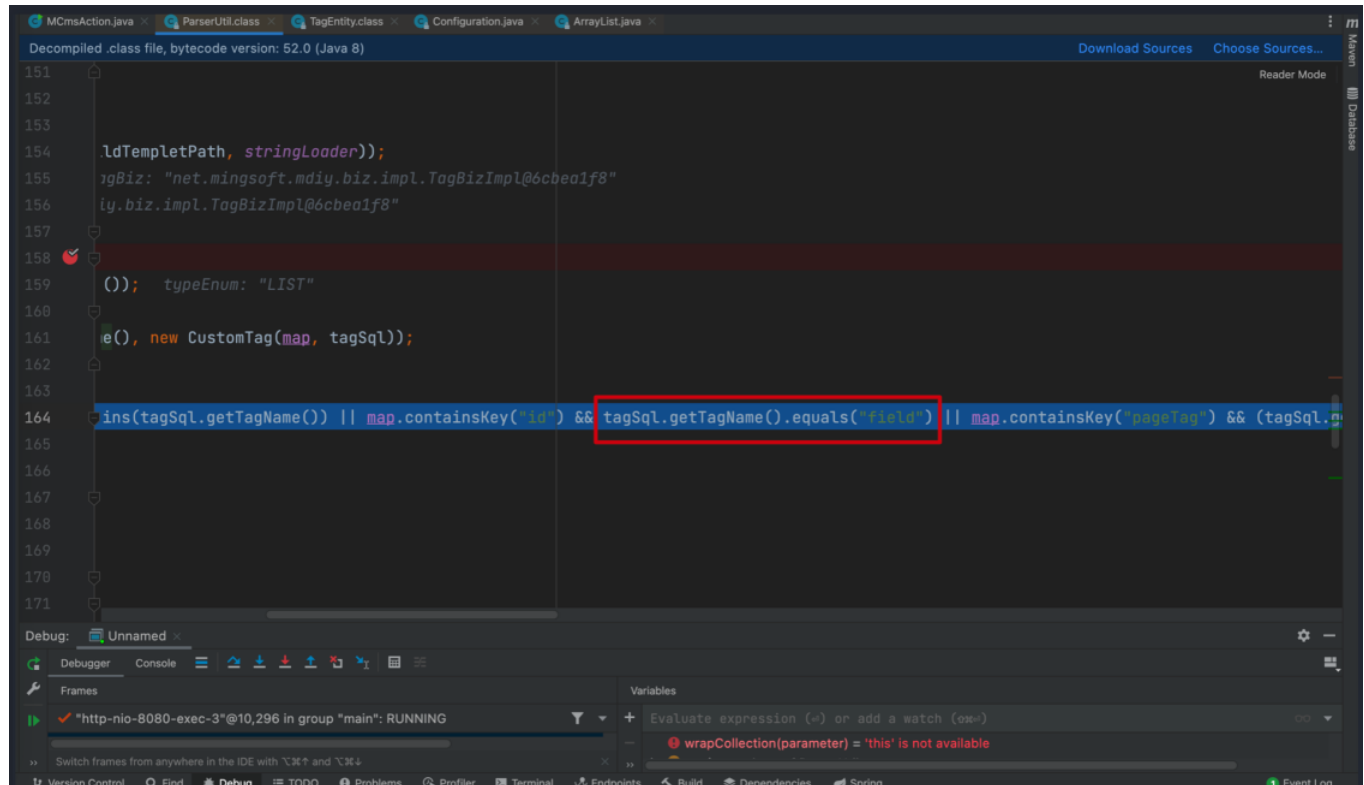 MCmsAction.java ParserUtil.class TagEntity.class Configuration.java ArrayList.java
Decompiled .class file, bytecode version: 52.0 (Java 8) Download Sources Choose Sources...
Reader Mode
Maven
Database
151
152
153
154 ldTempletPath, stringLoader));
155 agBiz: "net.mingsoft.mdiy.biz.impl.TagBizImpl@6cbea1f8"
156 iy.biz.impl.TagBizImpl@6cbea1f8"
157
158
159 ()); typeEnum: "LIST"
160
161 e(), new CustomTag(map, tagSql));
162
163
164 ins(tagSql.getTagName()) || map.containsKey("id") && tagSql.getTagName().equals("field") || map.containsKey("pageTag") && (tagSql.g
165
166
167
168
169
170
171
Debug: Unnamed
Debugger Console
Frames Variables
"http-nio-8080-exec-3"@10,296 in group "main": RUNNING Evaluate expression (⏎) or add a watch (⇧⌘⏎)
wrapCollection(parameter) = 'this' is not available
Switch frames from anywhere in the IDE with ⌥⌘↑ and ⌥⌘↓
Version Control Find Debug TODO Problems Profiler Terminal Endpoints Build Dependencies Spring 1 Event Log